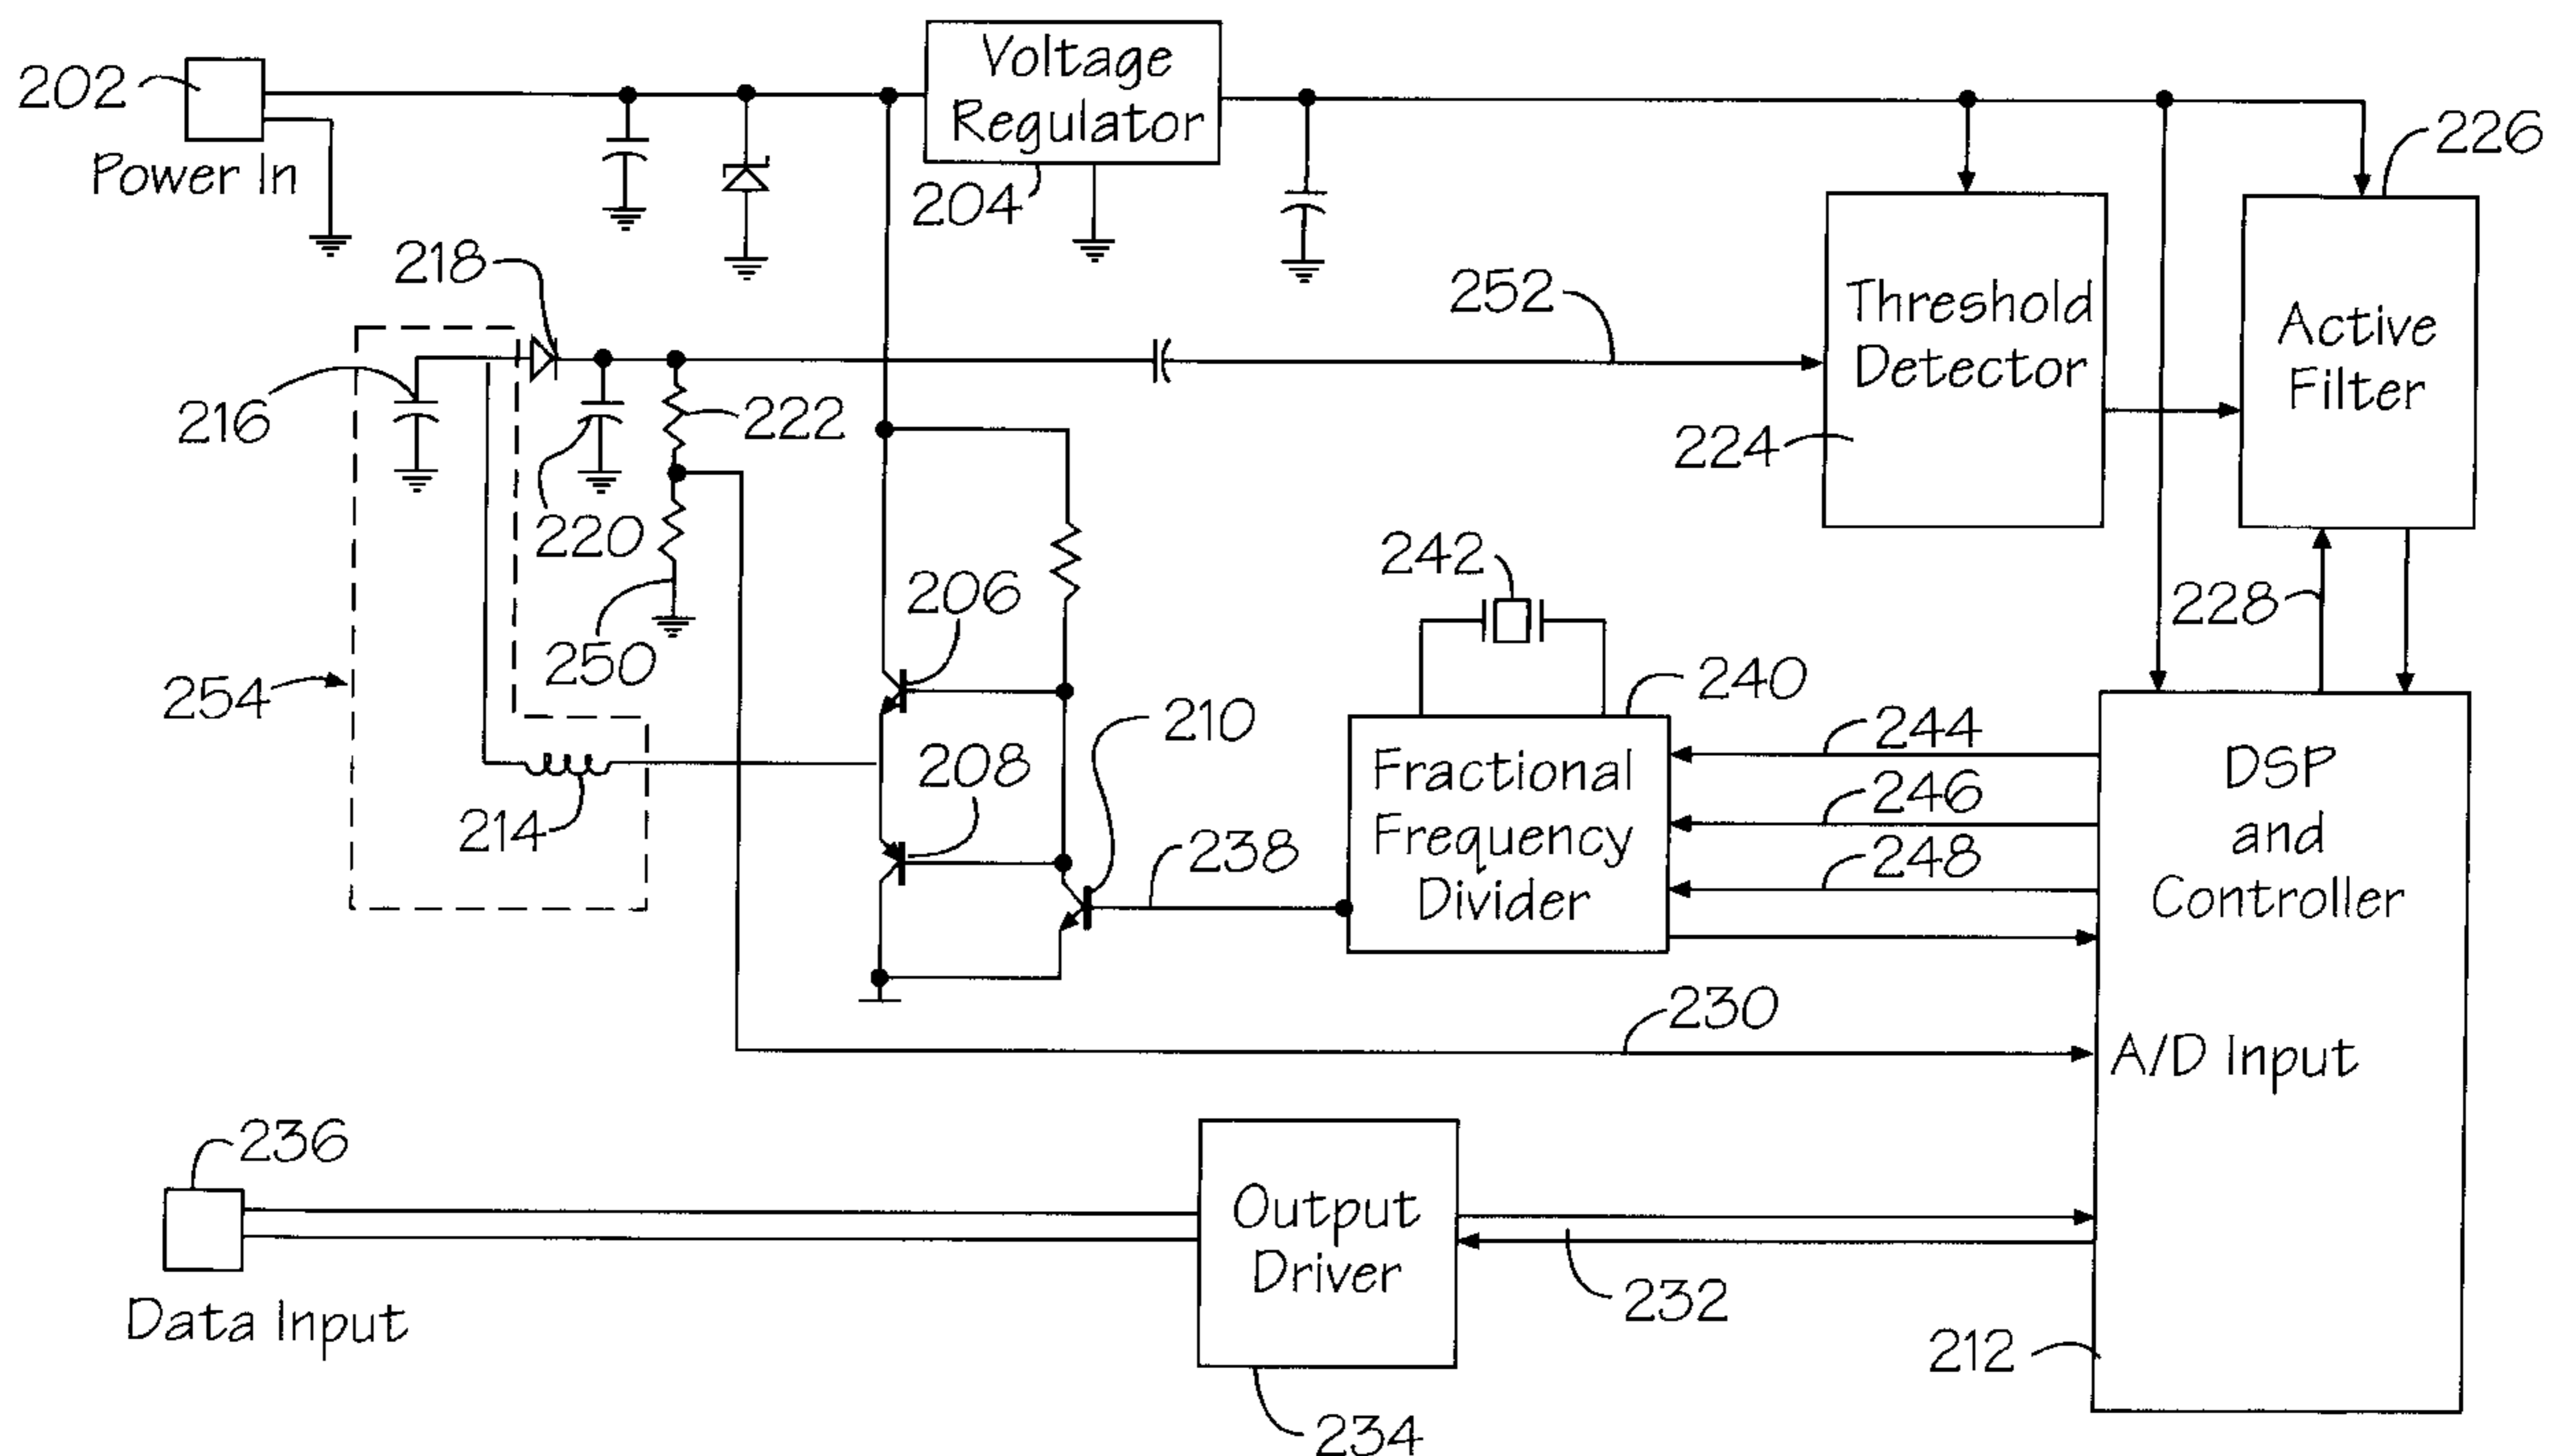 Voltage
Regulator
202
Power In
204
226
218
252
Threshold
Detector
Active
Filter
216
222
224
220
242
206
228
250
254
240
210
244
208
Fractional
Frequency
Divider
246
DSP
and
Controller
214
238
248
230
A/D Input
236
Output
Driver
232
Data Input
212
234